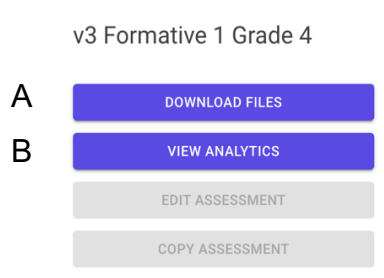 v3 Formative 1 Grade 4
A DOWNLOAD FILES
B VIEW ANALYTICS
EDIT ASSESSMENT
COPY ASSESSMENT